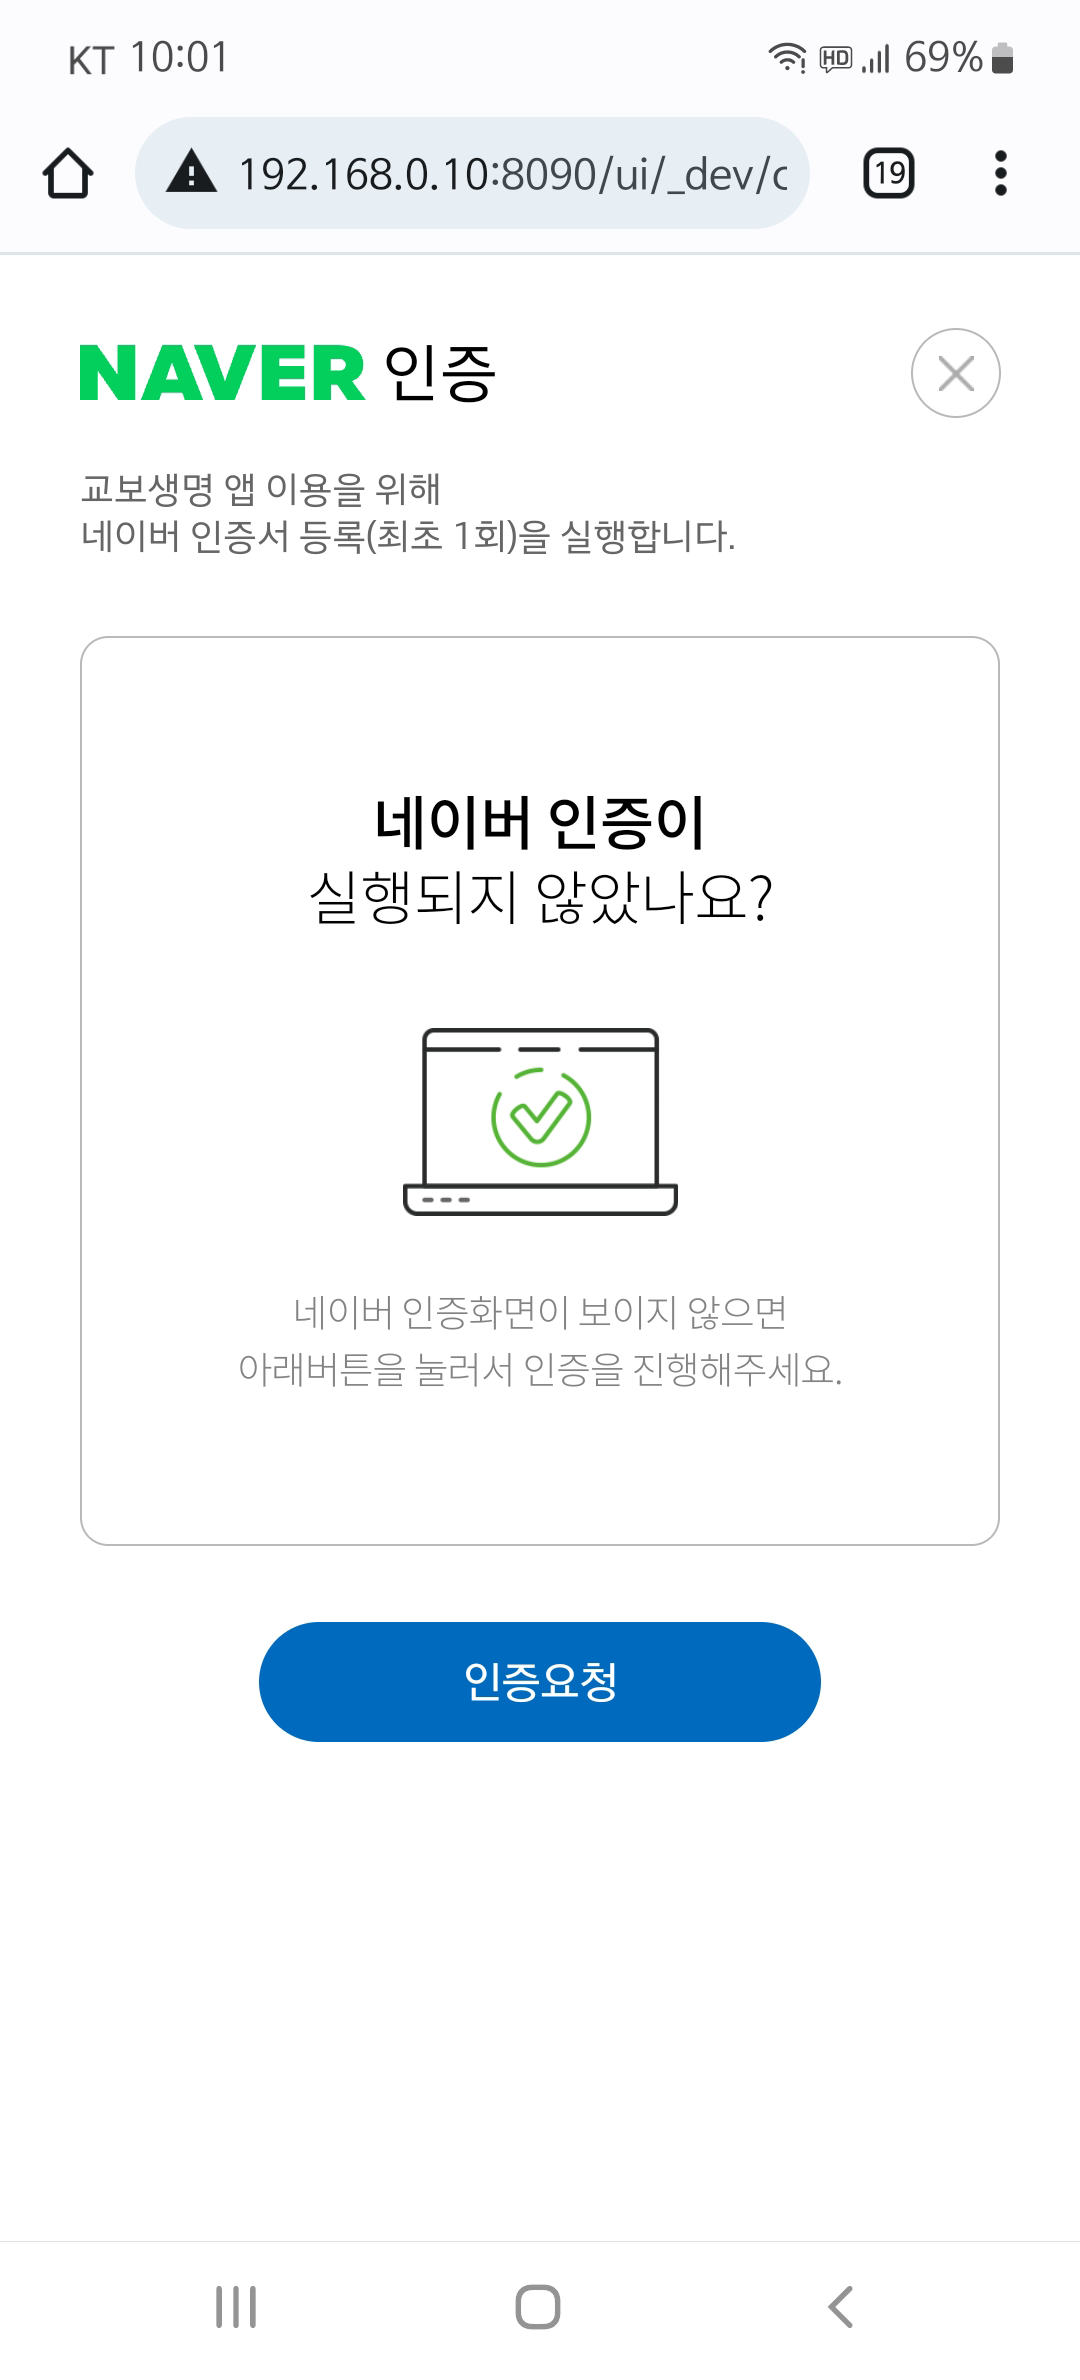 KT 10:01
HD 69%
192.168.0.10:8090/ui/_dev/c
19
NAVER 인증
교보생명 앱 이용을 위해
네이버 인증서 등록(최초 1회)을 실행합니다.
네이버 인증이
실행되지 않았나요?
네이버 인증화면이 보이지 않으면
아래버튼을 눌러서 인증을 진행해주세요.
인증요청